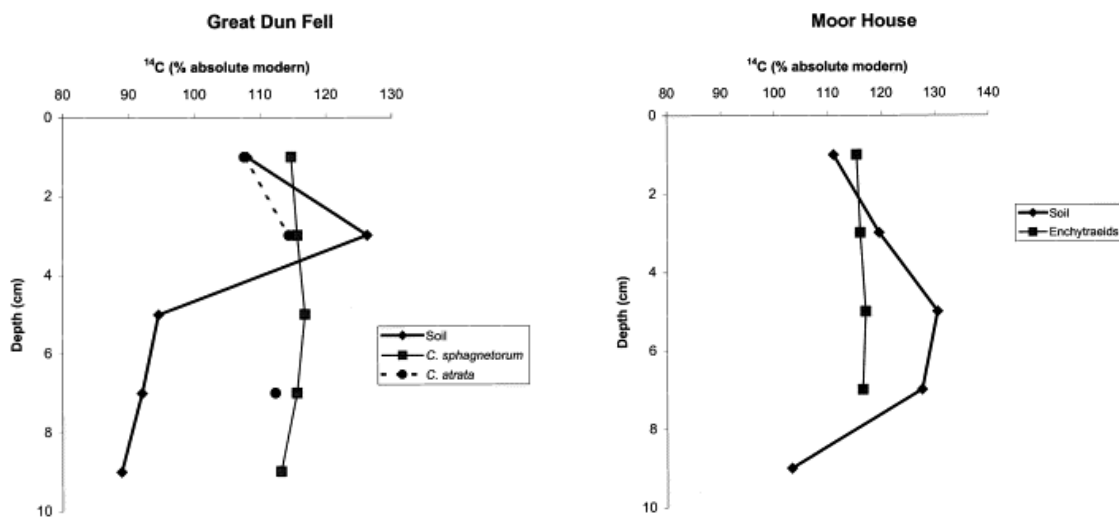 Great Dun Fell
¹⁴C (% absolute modern)
80 90 100 110 120 130
0
2
4
6
8
10
Depth (cm)
Soil
C. sphagnetorum
C. atrata
Moor House
¹⁴C (% absolute modern)
80 90 100 110 120 130 140
0
2
4
6
8
10
Depth (cm)
Soil
Enchytraeids